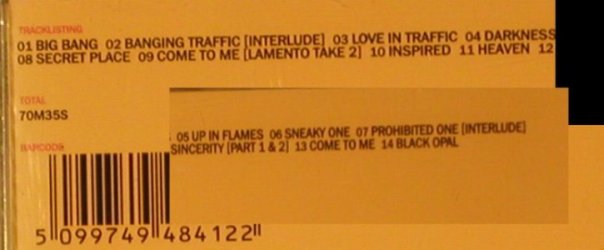 TRACKLISTING
01 BIG BANG 02 BANGING TRAFFIC [INTERLUDE] 03 LOVE IN TRAFFIC 04 DARKNESS
08 SECRET PLACE 09 COME TO ME (LAMENTO TAKE 2] 10 INSPIRED 11 HEAVEN 12
TOTAL
70M35S
05 UP IN FLAMES 06 SNEAKY ONE 07 PROHIBITED ONE [INTERLUDE]
SINCERITY [PART 1 & 2] 13 COME TO ME 14 BLACK OPAL
BARCODE
5 099749 484122